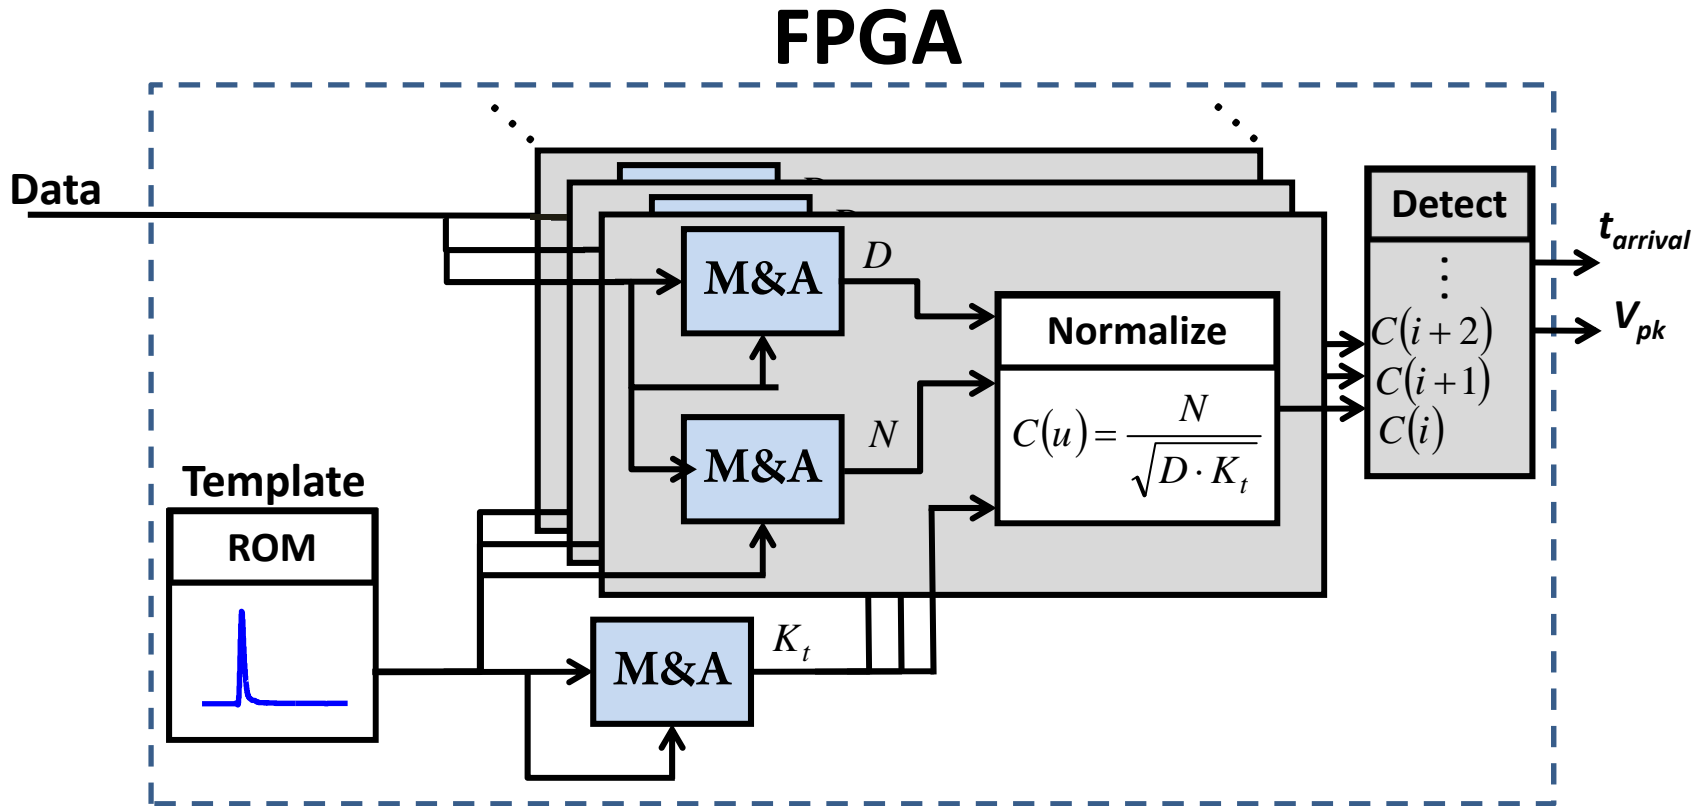 FPGA
Data
D
M&A
N
M&A
Normalize
C(u) = N / √(D · K_t)
Detect
⋮
C(i + 2)
C(i + 1)
C(i)
t_arrival
V_pk
Template
ROM
M&A
K_t